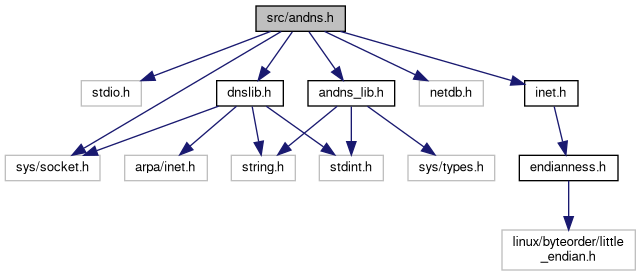 src/andns.h
stdio.h
dnslib.h
andns_lib.h
netdb.h
inet.h
sys/socket.h
arpa/inet.h
string.h
stdint.h
sys/types.h
endianness.h
linux/byteorder/little
_endian.h